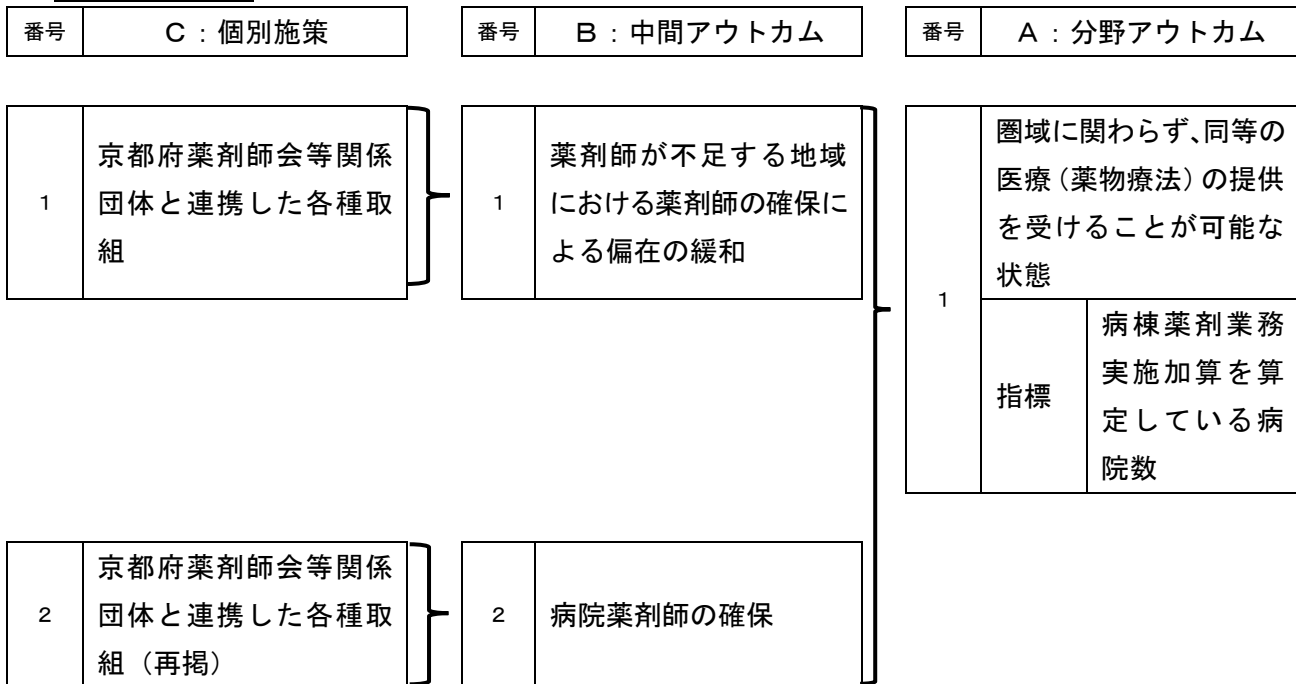 番号 C：個別施策 番号 B：中間アウトカム 番号 A：分野アウトカム
1
京都府薬剤師会等関係
団体と連携した各種取
組
1
薬剤師が不足する地域
における薬剤師の確保に
よる偏在の緩和
1
圏域に関わらず、同等の
医療（薬物療法）の提供
を受けることが可能な
状態
指標
病棟薬剤業務
実施加算を算
定している病
院数
2
京都府薬剤師会等関係
団体と連携した各種取
組（再掲）
2
病院薬剤師の確保